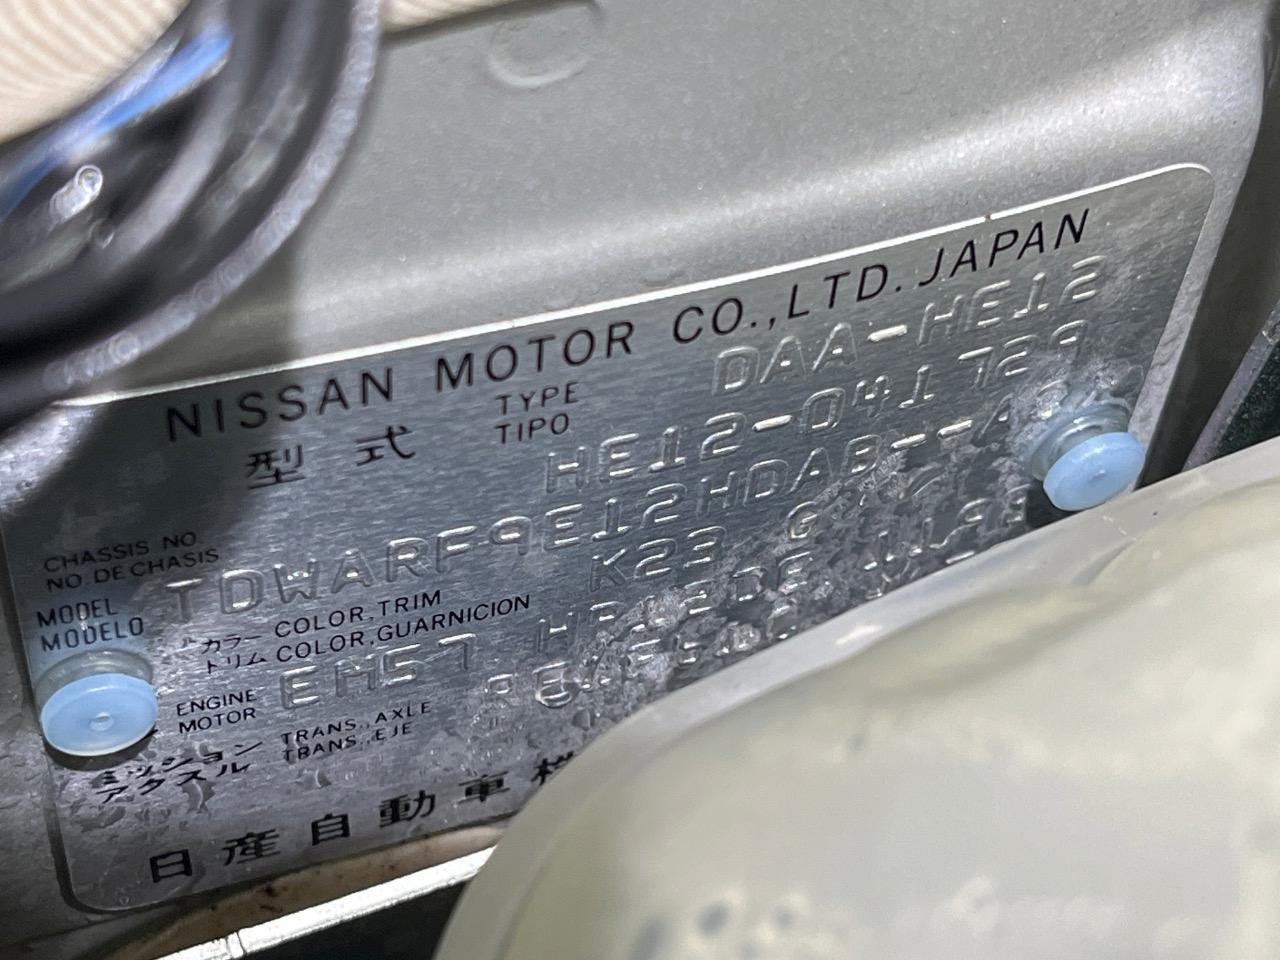 NISSAN MOTOR CO.,LTD. JAPAN
型式 TYPE DAA-HE12
TIPO
CHASSIS NO. HE12-041729
NO. DE CHASIS
MODEL TDWARF9E12HDAB--A
MODELO
カラー COLOR,TRIM K23 G
トリム COLOR,GUARNICION
ENGINE EM57 HR12DE
MOTOR
ミッション TRANS.,AXLE
アクスル TRANS.,EJE
日産自動車